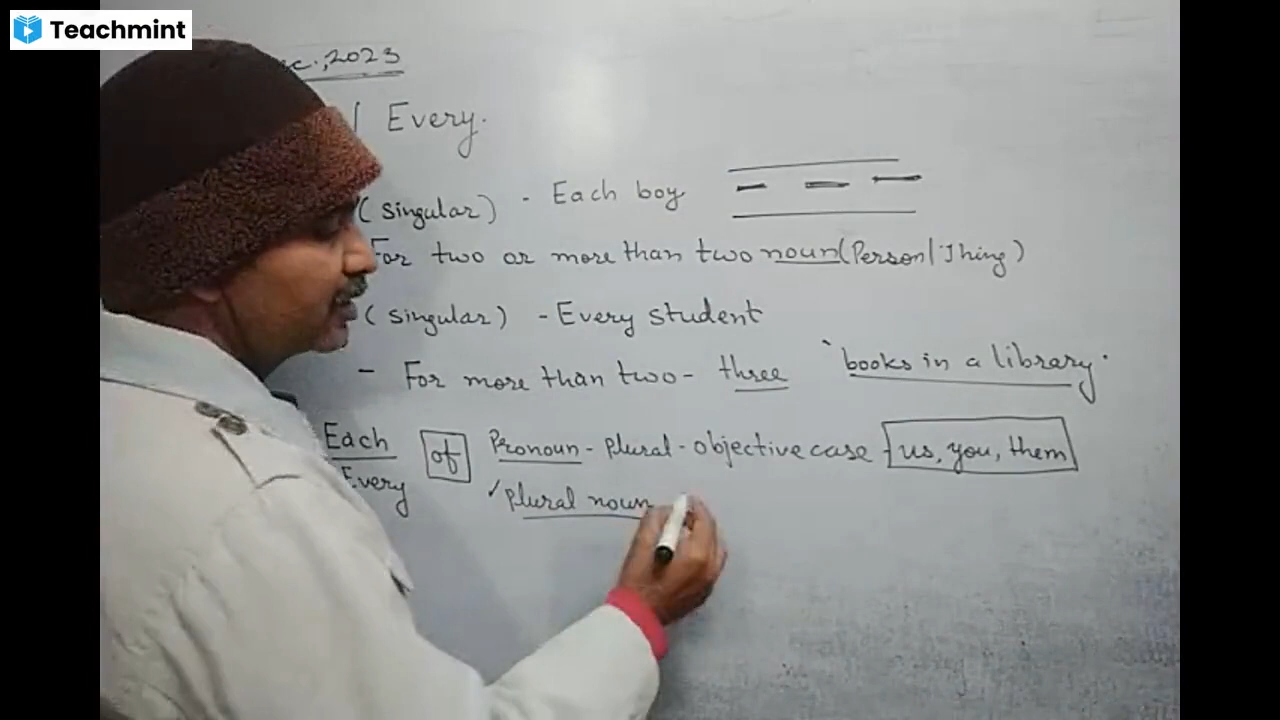 Teachmint
c.,2023
/ Every.
(singular) - Each boy
For two or more than two noun(Person/Thing)
(singular) - Every student
- For more than two - three books in a library.
Each of Pronoun - plural - objective case - us, you, them
Every ✓ plural noun